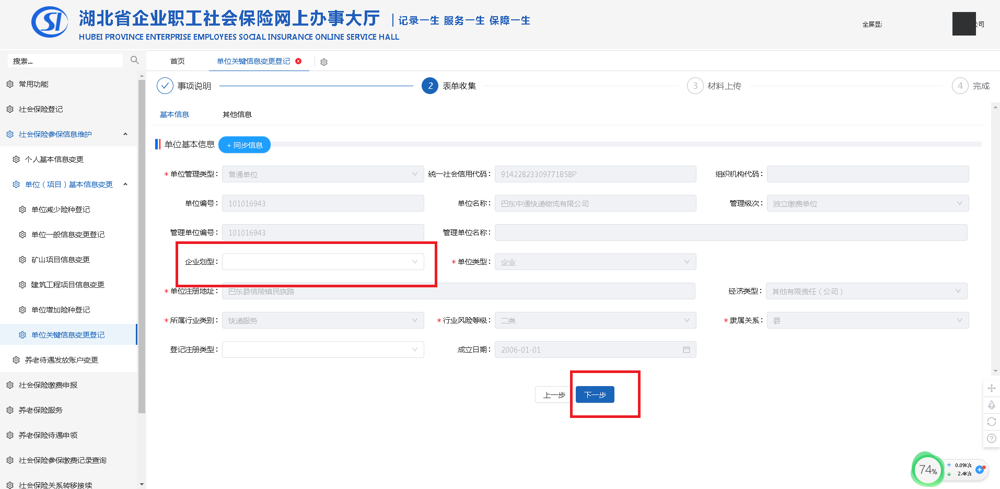 湖北省企业职工社会保险网上办事大厅 | 记录一生 服务一生 保障一生
HUBEI PROVINCE ENTERPRISE EMPLOYEES SOCIAL INSURANCE ONLINE SERVICE HALL
全屏显
公司
搜索...
首页
单位关键信息变更登记
常用功能
社会保险登记
社会保险参保信息维护
个人基本信息变更
单位（项目）基本信息变更
单位减少险种登记
单位一般信息变更登记
矿山项目信息变更
建筑工程项目信息变更
单位增加险种登记
单位关键信息变更登记
养老待遇发放账户变更
社会保险缴费申报
养老保险服务
养老保险待遇申领
社会保险参保缴费记录查询
社会保险关系转移接续
事项说明
2 表单收集
3 材料上传
4 完成
基本信息
其他信息
单位基本信息
+ 同步信息
* 单位管理类型： 普通单位
统一社会信用代码： 91422823309771858P
组织机构代码：
单位编号： 101016943
单位名称： 巴东中通快递物流有限公司
管理级次： 独立缴费单位
管理单位编号： 101016943
管理单位名称：
企业划型：
* 单位类型： 企业
* 单位注册地址： 巴东县信陵镇民族路
经济类型： 其他有限责任（公司）
* 所属行业类别： 快递服务
* 行业风险等级： 二类
* 隶属关系： 县
登记注册类型：
成立日期： 2006-01-01
上一步
下一步
74%
0.09K/s
2.4K/s